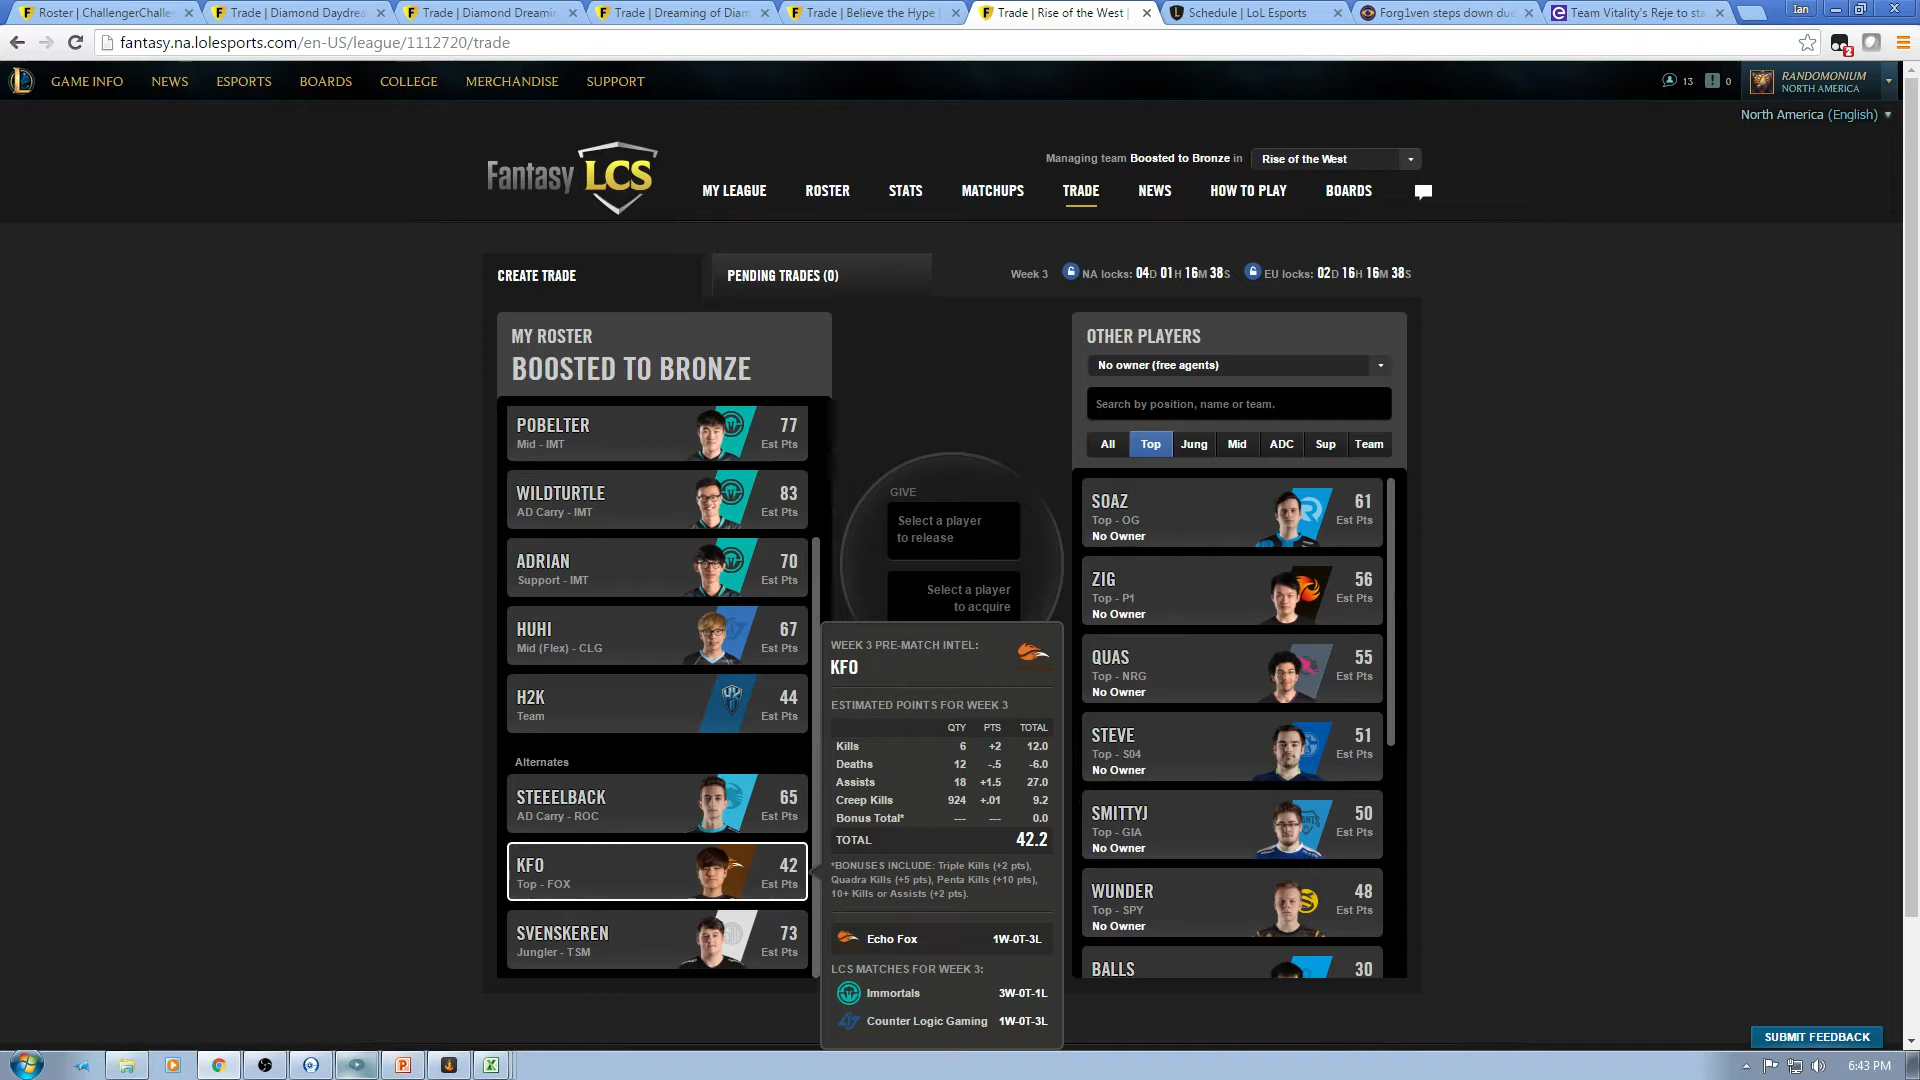 Roster | ChallengerChalle
Trade | Diamond Daydrea
Trade | Diamond Dreamin
Trade | Dreaming of Diam
Trade | Believe the Hype
Trade | Rise of the West
Schedule | LoL Esports
Forg1ven steps down due
Team Vitality's Reje to sta
Ian
fantasy.na.lolesports.com/en-US/league/1112720/trade
2
GAME INFO NEWS ESPORTS BOARDS COLLEGE MERCHANDISE SUPPORT
13 0
RANDOMONIUM
NORTH AMERICA
North America (English)
Fantasy LCS
Managing team Boosted to Bronze in Rise of the West
MY LEAGUE ROSTER STATS MATCHUPS TRADE NEWS HOW TO PLAY BOARDS
CREATE TRADE
PENDING TRADES (0)
Week 3 NA locks: 04D 01H 16M 38S EU locks: 02D 16H 16M 38S
MY ROSTER
BOOSTED TO BRONZE
POBELTER 77
Mid - IMT Est Pts
WILDTURTLE 83
AD Carry - IMT Est Pts
ADRIAN 70
Support - IMT Est Pts
HUHI 67
Mid (Flex) - CLG Est Pts
H2K 44
Team Est Pts
Alternates
STEEELBACK 65
AD Carry - ROC Est Pts
KFO 42
Top - FOX Est Pts
SVENSKEREN 73
Jungler - TSM Est Pts
GIVE
Select a player
to release
Select a player
to acquire
WEEK 3 PRE-MATCH INTEL:
KFO
ESTIMATED POINTS FOR WEEK 3
QTY PTS TOTAL
Kills 6 +2 12.0
Deaths 12 -.5 -6.0
Assists 18 +1.5 27.0
Creep Kills 924 +.01 9.2
Bonus Total* --- --- 0.0
TOTAL 42.2
*BONUSES INCLUDE: Triple Kills (+2 pts),
Quadra Kills (+5 pts), Penta Kills (+10 pts),
10+ Kills or Assists (+2 pts).
Echo Fox 1W-0T-3L
LCS MATCHES FOR WEEK 3:
Immortals 3W-0T-1L
Counter Logic Gaming 1W-0T-3L
OTHER PLAYERS
No owner (free agents)
Search by position, name or team.
All Top Jung Mid ADC Sup Team
SOAZ 61
Top - OG Est Pts
No Owner
ZIG 56
Top - P1 Est Pts
No Owner
QUAS 55
Top - NRG Est Pts
No Owner
STEVE 51
Top - S04 Est Pts
No Owner
SMITTYJ 50
Top - GIA Est Pts
No Owner
WUNDER 48
Top - SPY Est Pts
No Owner
BALLS 30
SUBMIT FEEDBACK
6:43 PM